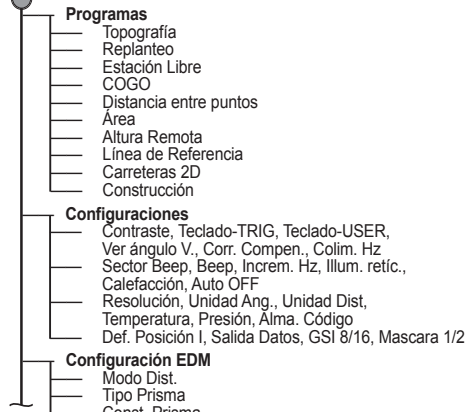 Programas
Topografía
Replanteo
Estación Libre
COGO
Distancia entre puntos
Área
Altura Remota
Línea de Referencia
Carreteras 2D
Construcción
Configuraciones
Contraste, Teclado-TRIG, Teclado-USER,
Ver ángulo V., Corr. Compen., Colim. Hz
Sector Beep, Beep, Increm. Hz, Illum. retíc.,
Calefacción, Auto OFF
Resolución, Unidad Ang., Unidad Dist,
Temperatura, Presión, Alma. Código
Def. Posición I, Salida Datos, GSI 8/16, Mascara 1/2
Configuración EDM
Modo Dist.
Tipo Prisma
Const. Prisma